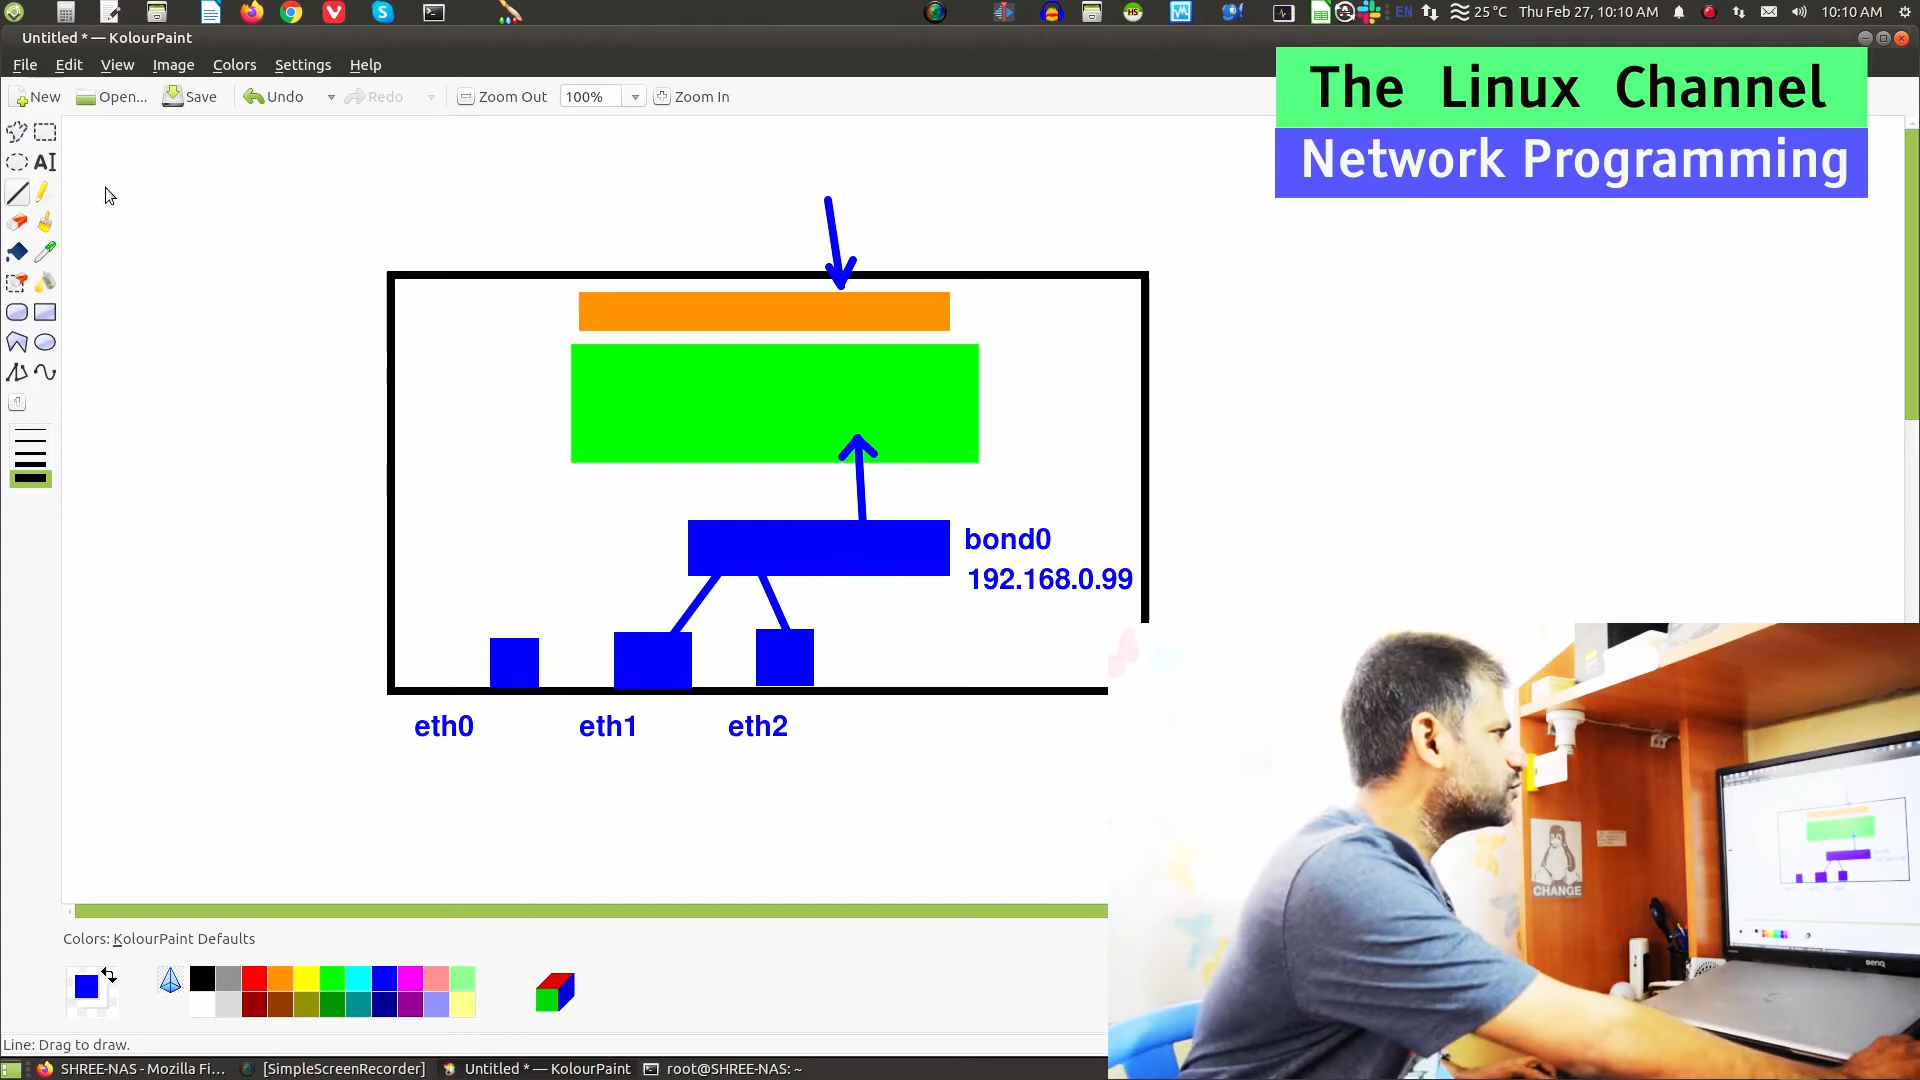 EN 25 °C Thu Feb 27, 10:10 AM 10:10 AM
Untitled * — KolourPaint
File Edit View Image Colors Settings Help
New Open... Save Undo Redo Zoom Out 100% Zoom In
The Linux Channel
Network Programming
AI
bond0
192.168.0.99
eth0 eth1 eth2
CHANGE
BenQ
Colors: KolourPaint Defaults
Line: Drag to draw.
SHREE-NAS - Mozilla Fi... [SimpleScreenRecorder] Untitled * — KolourPaint root@SHREE-NAS: ~